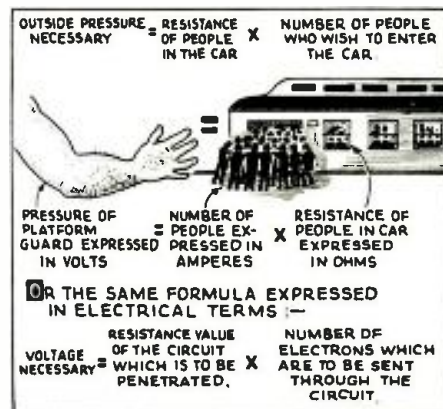 OUTSIDE PRESSURE NECESSARY = RESISTANCE OF PEOPLE IN THE CAR X NUMBER OF PEOPLE WHO WISH TO ENTER THE CAR
=
PRESSURE OF PLATFORM GUARD EXPRESSED IN VOLTS = NUMBER OF PEOPLE EX-PRESSED IN AMPERES X RESISTANCE OF PEOPLE IN CAR EXPRESSED IN OHMS
OR THE SAME FORMULA EXPRESSED
IN ELECTRICAL TERMS :—
VOLTAGE NECESSARY = RESISTANCE VALUE OF THE CIRCUIT WHICH IS TO BE PENETRATED. X NUMBER OF ELECTRONS WHICH ARE TO BE SENT THROUGH THE CIRCUIT